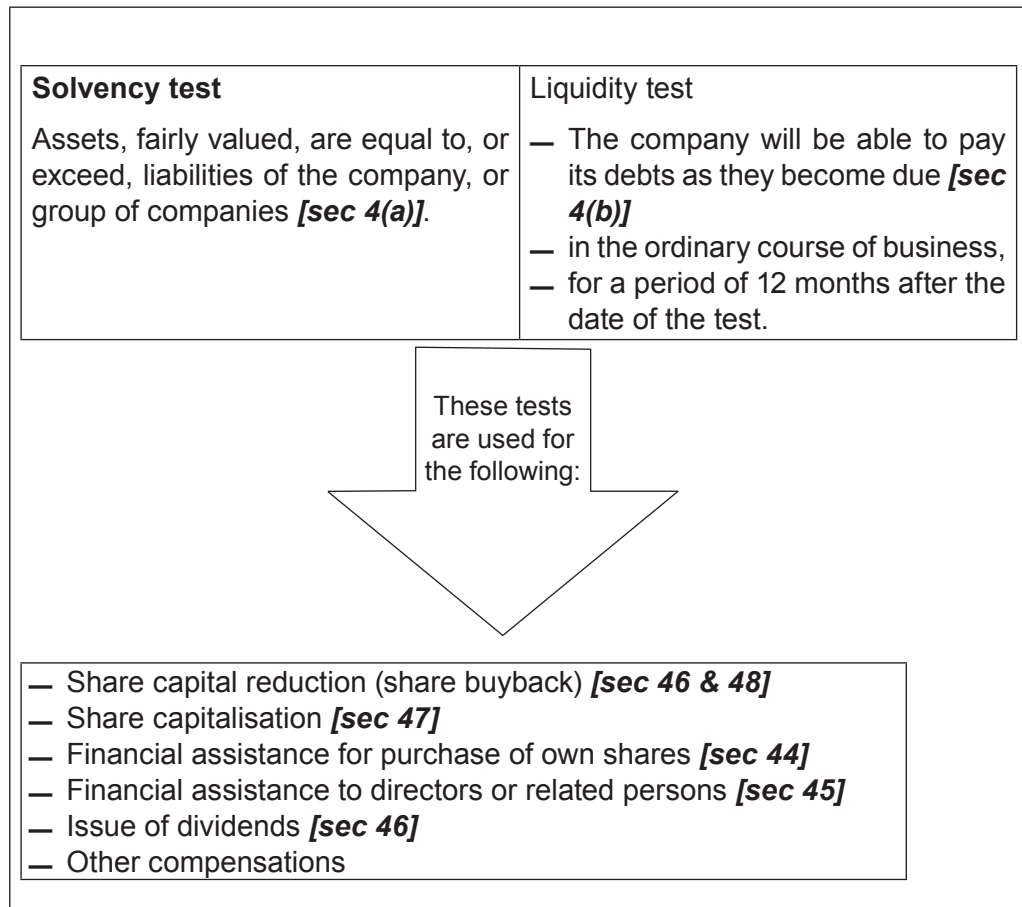 Solvency test
Assets, fairly valued, are equal to, or
exceed, liabilities of the company, or
group of companies [sec 4(a)].
Liquidity test
— The company will be able to pay
its debts as they become due [sec
4(b)]
— in the ordinary course of business,
— for a period of 12 months after the
date of the test.
These tests
are used for
the following:
— Share capital reduction (share buyback) [sec 46 & 48]
— Share capitalisation [sec 47]
— Financial assistance for purchase of own shares [sec 44]
— Financial assistance to directors or related persons [sec 45]
— Issue of dividends [sec 46]
— Other compensations